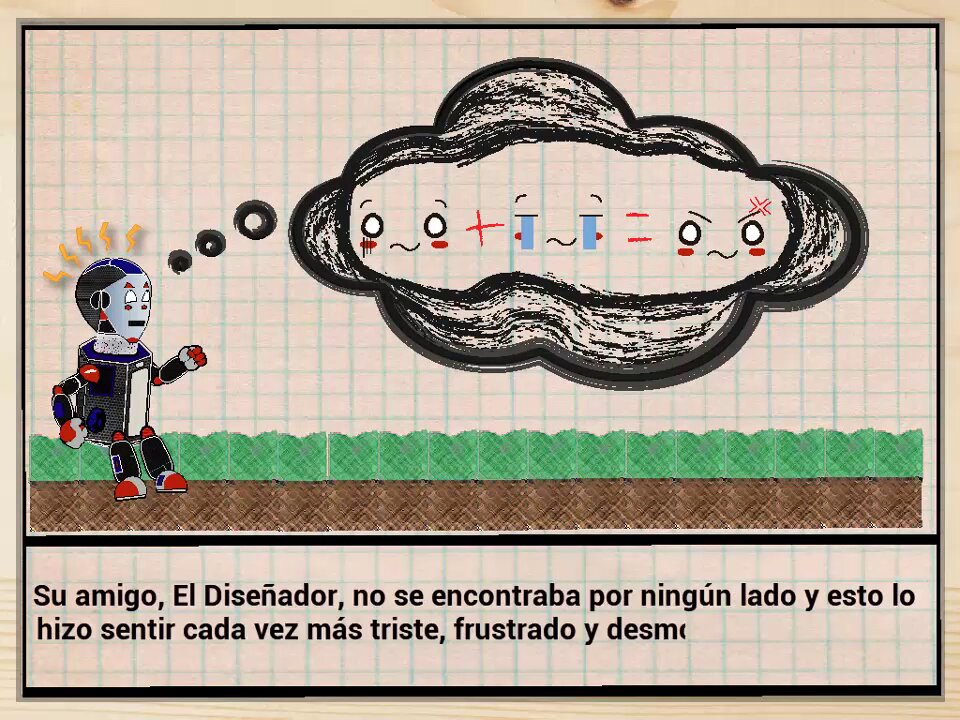 Su amigo, El Diseñador, no se encontraba por ningún lado y esto lo
hizo sentir cada vez más triste, frustrado y